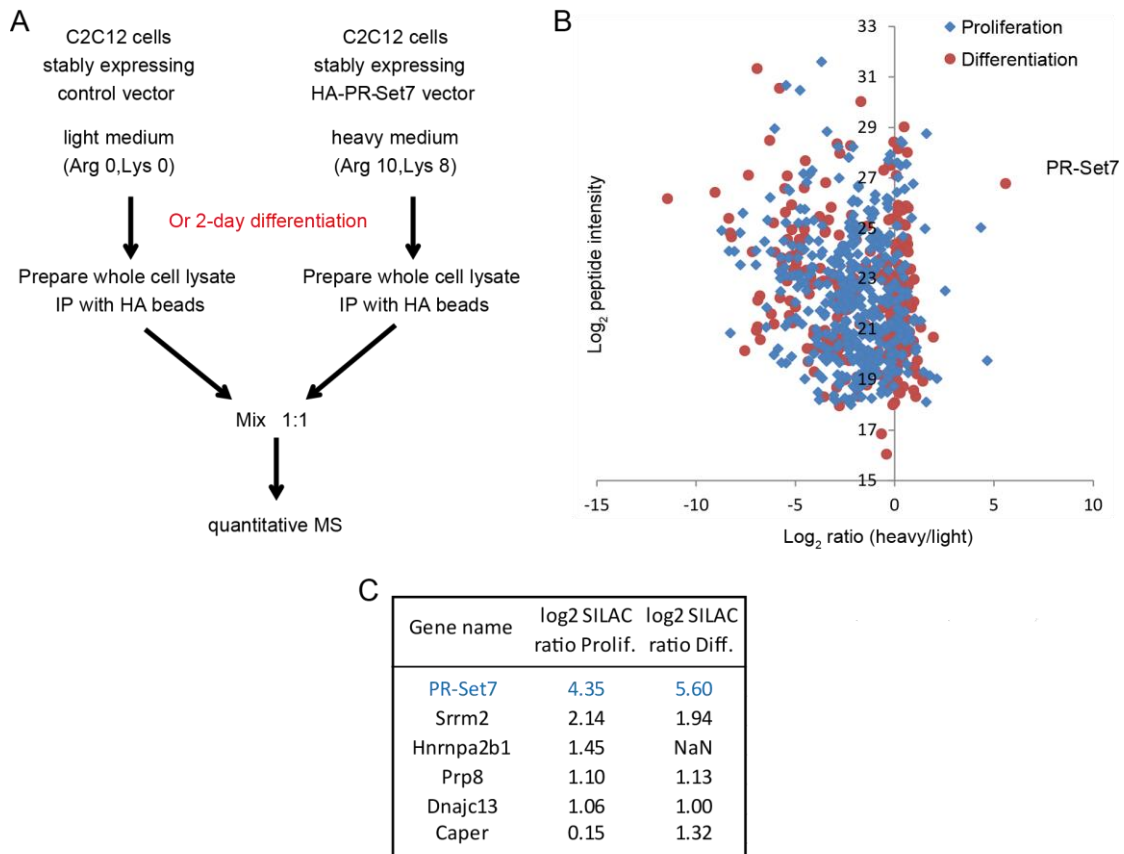 A
C2C12 cells
stably expressing
control vector
light medium
(Arg 0,Lys 0)
C2C12 cells
stably expressing
HA-PR-Set7 vector
heavy medium
(Arg 10,Lys 8)
Or 2-day differentiation
Prepare whole cell lysate
IP with HA beads
Prepare whole cell lysate
IP with HA beads
Mix 1:1
quantitative MS
B
33
31
29
27
25
23
21
19
17
15
Log2 peptide intensity
Proliferation
Differentiation
PR-Set7
-15 -10 -5 0 5 10
Log2 ratio (heavy/light)
C
Gene name log2 SILAC ratio Prolif. log2 SILAC ratio Diff.
PR-Set7 4.35 5.60
Srrm2 2.14 1.94
Hnrnpa2b1 1.45 NaN
Prp8 1.10 1.13
Dnajc13 1.06 1.00
Caper 0.15 1.32